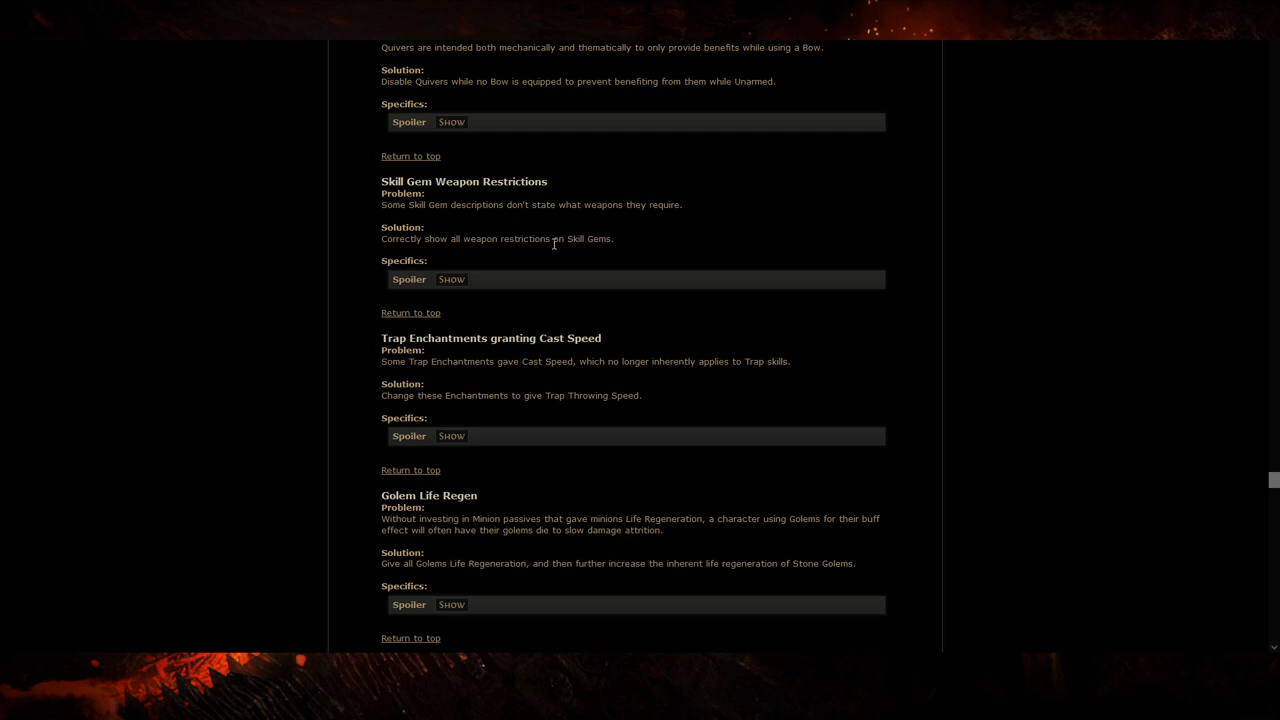 Quivers are intended both mechanically and thematically to only provide benefits while using a Bow.
Solution:
Disable Quivers while no Bow is equipped to prevent benefiting from them while Unarmed.
Specifics:
Spoiler Show
Return to top
Skill Gem Weapon Restrictions
Problem:
Some Skill Gem descriptions don't state what weapons they require.
Solution:
Correctly show all weapon restrictions on Skill Gems.
Specifics:
Spoiler Show
Return to top
Trap Enchantments granting Cast Speed
Problem:
Some Trap Enchantments gave Cast Speed, which no longer inherently applies to Trap skills.
Solution:
Change these Enchantments to give Trap Throwing Speed.
Specifics:
Spoiler Show
Return to top
Golem Life Regen
Problem:
Without investing in Minion passives that gave minions Life Regeneration, a character using Golems for their buff
effect will often have their golems die to slow damage attrition.
Solution:
Give all Golems Life Regeneration, and then further increase the inherent life regeneration of Stone Golems.
Specifics:
Spoiler Show
Return to top